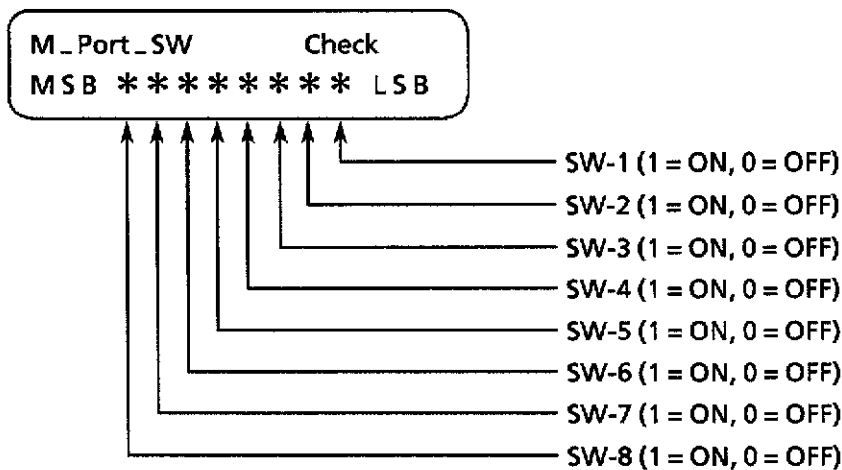 M_Port_SW Check
MSB ******** LSB
SW-1 (1 = ON, 0 = OFF)
SW-2 (1 = ON, 0 = OFF)
SW-3 (1 = ON, 0 = OFF)
SW-4 (1 = ON, 0 = OFF)
SW-5 (1 = ON, 0 = OFF)
SW-6 (1 = ON, 0 = OFF)
SW-7 (1 = ON, 0 = OFF)
SW-8 (1 = ON, 0 = OFF)